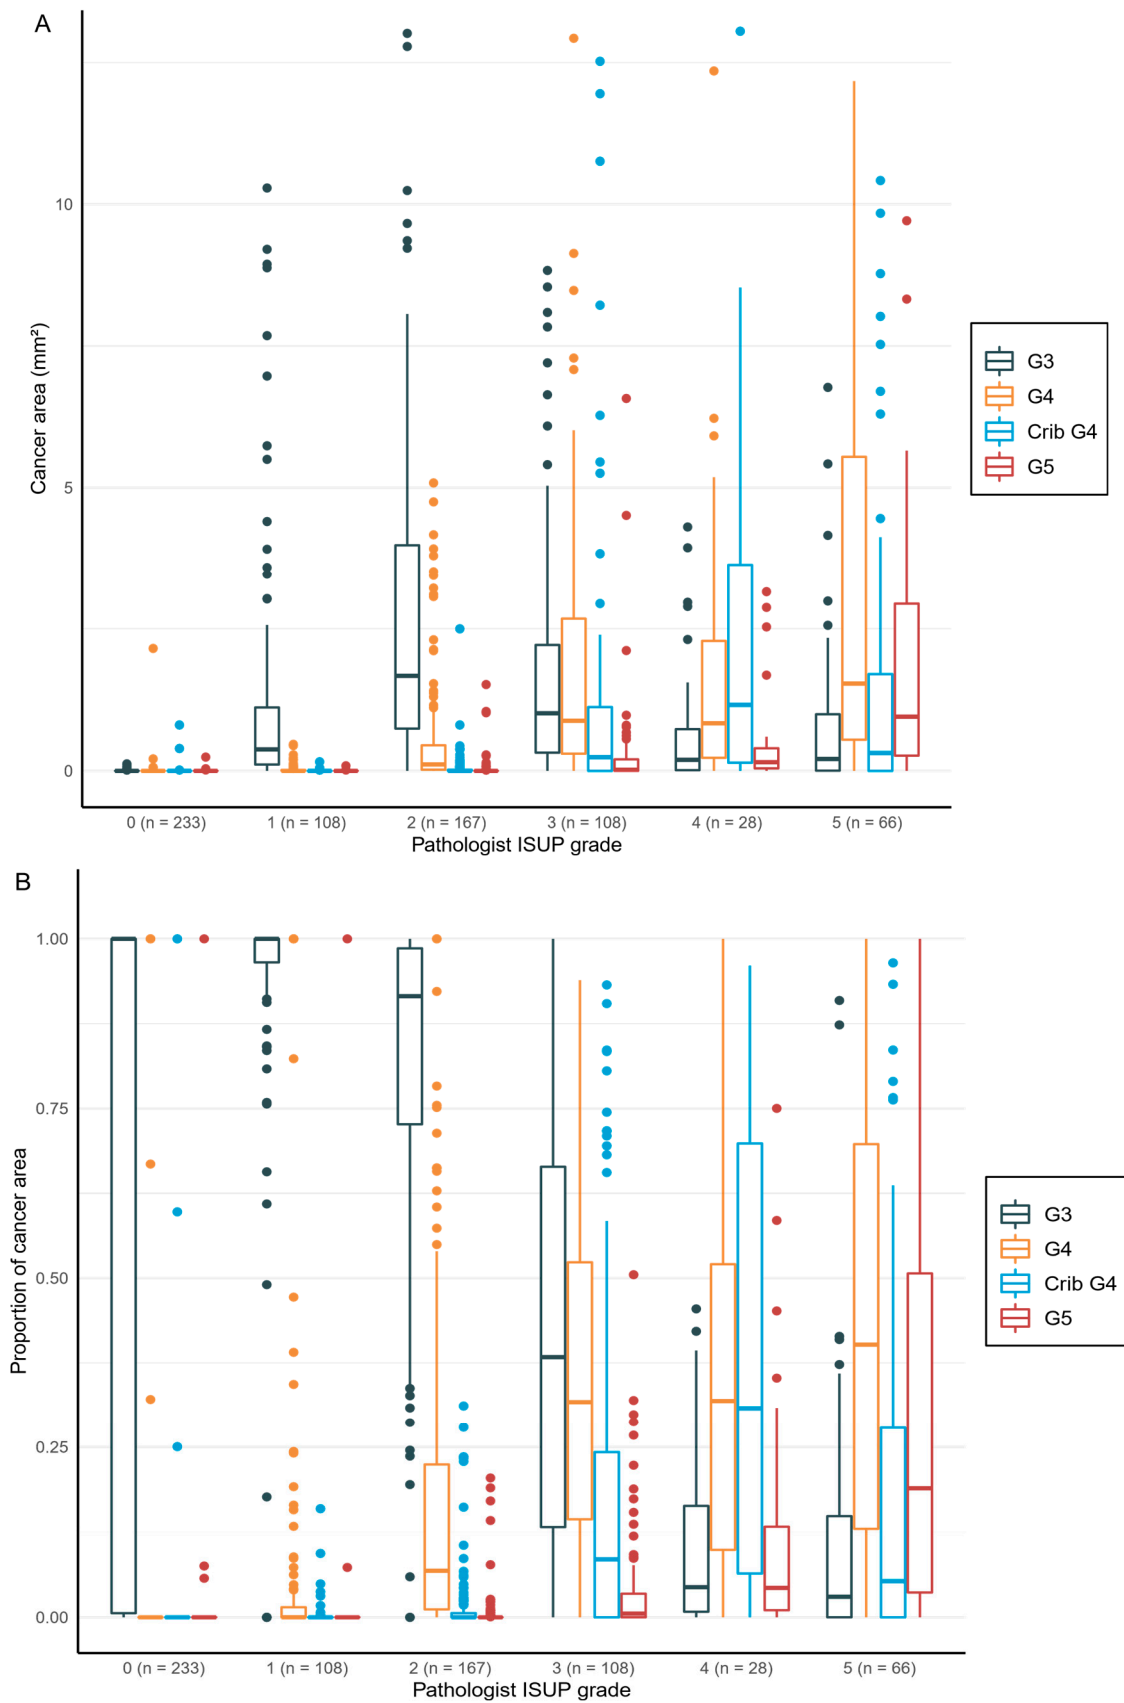 A
10
5
0
Cancer area (mm²)
0 (n = 233) 1 (n = 108) 2 (n = 167) 3 (n = 108) 4 (n = 28) 5 (n = 66)
Pathologist ISUP grade
G3
G4
Crib G4
G5
B
1.00
0.75
0.50
0.25
0.00
Proportion of cancer area
0 (n = 233) 1 (n = 108) 2 (n = 167) 3 (n = 108) 4 (n = 28) 5 (n = 66)
Pathologist ISUP grade
G3
G4
Crib G4
G5